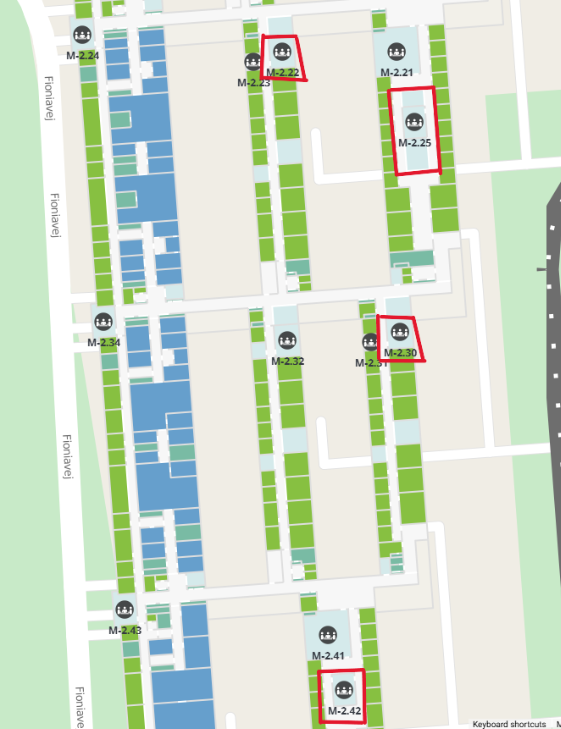 M-2.24
M-2.22
M-2.23
M-2.21
Fioniavej
M-2.25
Fioniavej
M-2.34
M-2.30
M-2.31
M-2.32
Fioniavej
M-2.43
M-2.41
M-2.42
Fioniave
Keyboard shortcuts M